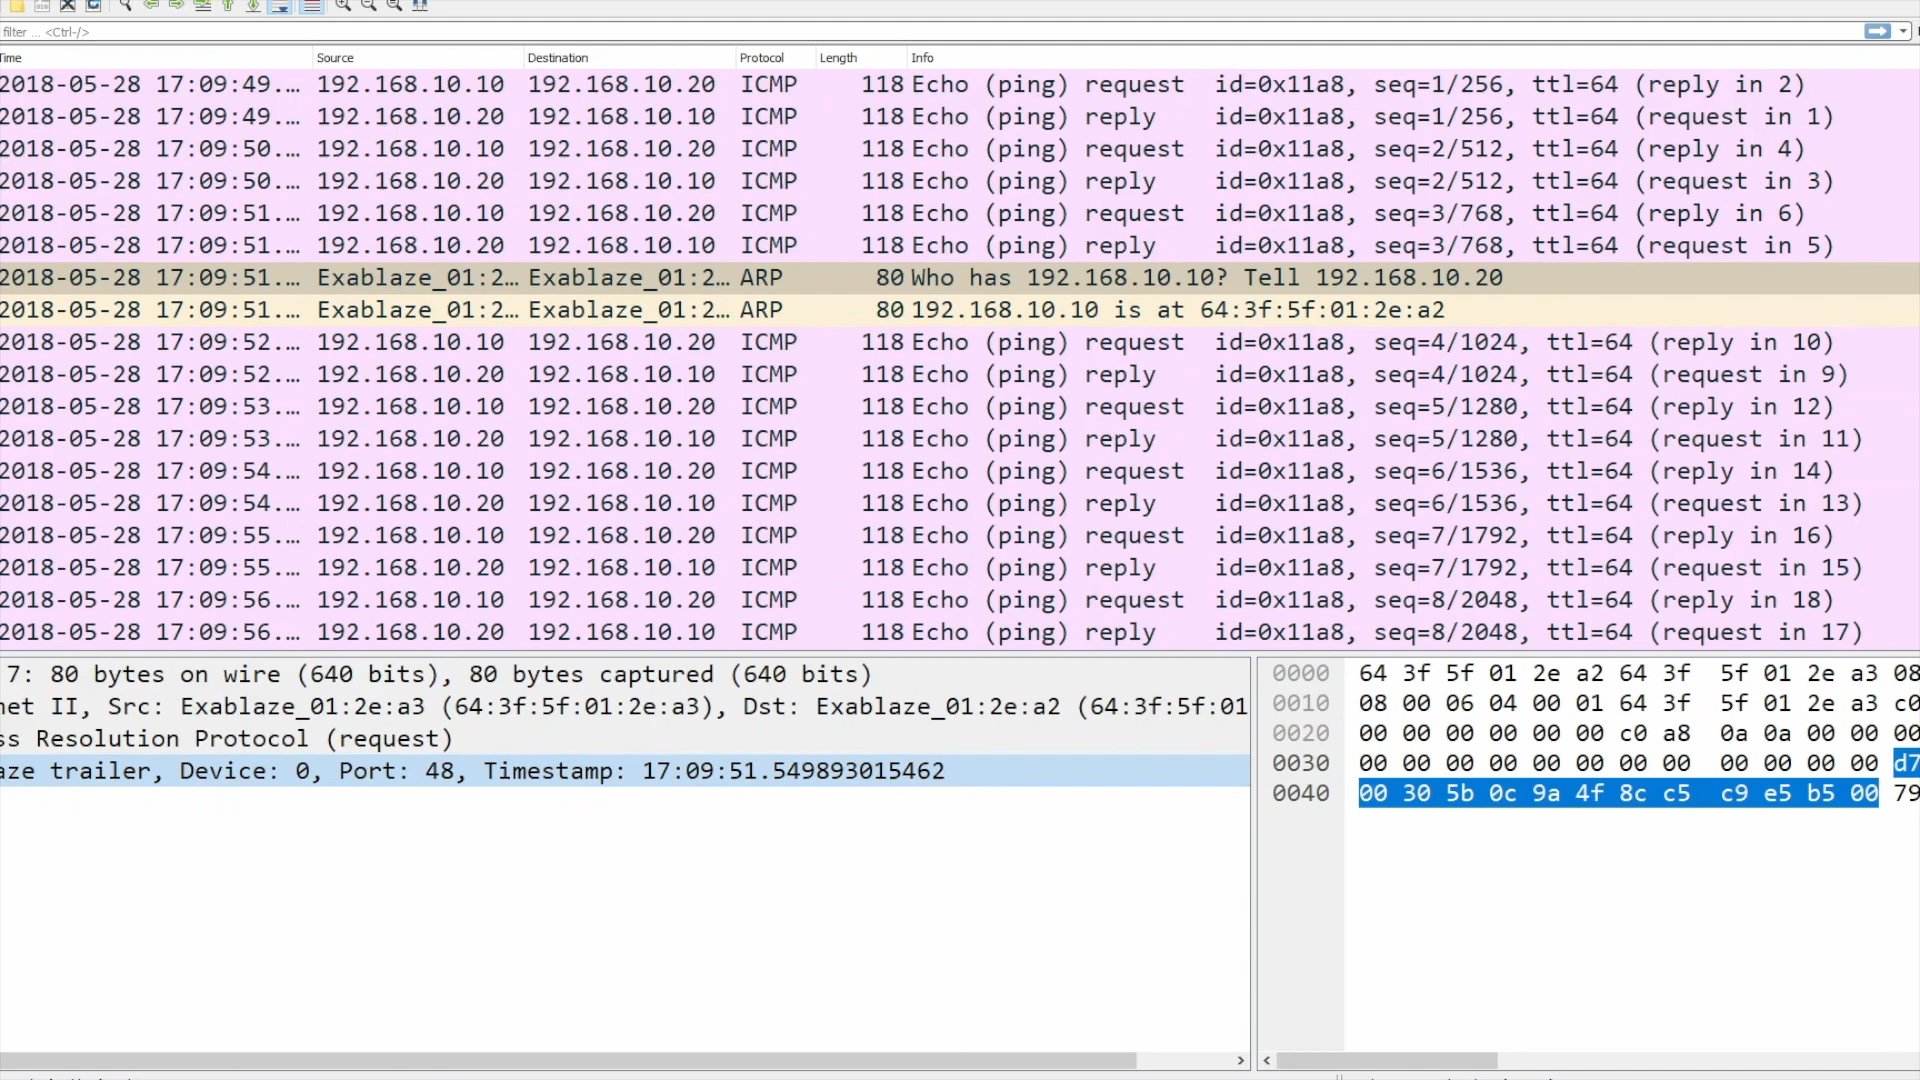 filter ... <Ctrl-/>
Time Source Destination Protocol Length Info
2018-05-28 17:09:49.… 192.168.10.10 192.168.10.20 ICMP 118 Echo (ping) request id=0x11a8, seq=1/256, ttl=64 (reply in 2)
2018-05-28 17:09:49.… 192.168.10.20 192.168.10.10 ICMP 118 Echo (ping) reply id=0x11a8, seq=1/256, ttl=64 (request in 1)
2018-05-28 17:09:50.… 192.168.10.10 192.168.10.20 ICMP 118 Echo (ping) request id=0x11a8, seq=2/512, ttl=64 (reply in 4)
2018-05-28 17:09:50.… 192.168.10.20 192.168.10.10 ICMP 118 Echo (ping) reply id=0x11a8, seq=2/512, ttl=64 (request in 3)
2018-05-28 17:09:51.… 192.168.10.10 192.168.10.20 ICMP 118 Echo (ping) request id=0x11a8, seq=3/768, ttl=64 (reply in 6)
2018-05-28 17:09:51.… 192.168.10.20 192.168.10.10 ICMP 118 Echo (ping) reply id=0x11a8, seq=3/768, ttl=64 (request in 5)
2018-05-28 17:09:51.… Exablaze_01:2… Exablaze_01:2… ARP 80 Who has 192.168.10.10? Tell 192.168.10.20
2018-05-28 17:09:51.… Exablaze_01:2… Exablaze_01:2… ARP 80 192.168.10.10 is at 64:3f:5f:01:2e:a2
2018-05-28 17:09:52.… 192.168.10.10 192.168.10.20 ICMP 118 Echo (ping) request id=0x11a8, seq=4/1024, ttl=64 (reply in 10)
2018-05-28 17:09:52.… 192.168.10.20 192.168.10.10 ICMP 118 Echo (ping) reply id=0x11a8, seq=4/1024, ttl=64 (request in 9)
2018-05-28 17:09:53.… 192.168.10.10 192.168.10.20 ICMP 118 Echo (ping) request id=0x11a8, seq=5/1280, ttl=64 (reply in 12)
2018-05-28 17:09:53.… 192.168.10.20 192.168.10.10 ICMP 118 Echo (ping) reply id=0x11a8, seq=5/1280, ttl=64 (request in 11)
2018-05-28 17:09:54.… 192.168.10.10 192.168.10.20 ICMP 118 Echo (ping) request id=0x11a8, seq=6/1536, ttl=64 (reply in 14)
2018-05-28 17:09:54.… 192.168.10.20 192.168.10.10 ICMP 118 Echo (ping) reply id=0x11a8, seq=6/1536, ttl=64 (request in 13)
2018-05-28 17:09:55.… 192.168.10.10 192.168.10.20 ICMP 118 Echo (ping) request id=0x11a8, seq=7/1792, ttl=64 (reply in 16)
2018-05-28 17:09:55.… 192.168.10.20 192.168.10.10 ICMP 118 Echo (ping) reply id=0x11a8, seq=7/1792, ttl=64 (request in 15)
2018-05-28 17:09:56.… 192.168.10.10 192.168.10.20 ICMP 118 Echo (ping) request id=0x11a8, seq=8/2048, ttl=64 (reply in 18)
2018-05-28 17:09:56.… 192.168.10.20 192.168.10.10 ICMP 118 Echo (ping) reply id=0x11a8, seq=8/2048, ttl=64 (request in 17)
7: 80 bytes on wire (640 bits), 80 bytes captured (640 bits)
net II, Src: Exablaze_01:2e:a3 (64:3f:5f:01:2e:a3), Dst: Exablaze_01:2e:a2 (64:3f:5f:01
ss Resolution Protocol (request)
aze trailer, Device: 0, Port: 48, Timestamp: 17:09:51.549893015462
0000 64 3f 5f 01 2e a2 64 3f 5f 01 2e a3 08
0010 08 00 06 04 00 01 64 3f 5f 01 2e a3 c0
0020 00 00 00 00 00 00 c0 a8 0a 0a 00 00 00
0030 00 00 00 00 00 00 00 00 00 00 00 00 d7
0040 00 30 5b 0c 9a 4f 8c c5 c9 e5 b5 00 79